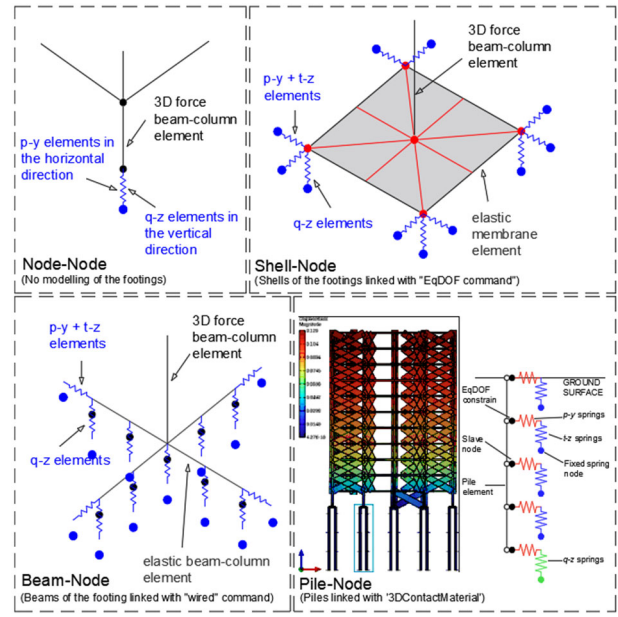 3D force
beam-column
element
p-y elements in
the horizontal
direction
q-z elements in
the vertical
direction
Node-Node
(No modelling of the footings)
3D force
beam-column
element
p-y + t-z
elements
q-z elements
elastic
membrane
element
Shell-Node
(Shells of the footings linked with "EqDOF command")
p-y + t-z
elements
3D force
beam-column
element
q-z elements
elastic beam-column
element
Beam-Node
(Beams of the footing linked with "wired" command)
Magnitude
EqDOF
constrain
GROUND
SURFACE
p-y springs
Slave
node
t-z springs
Fixed spring
node
Pile
element
q-z springs
Pile-Node
(Piles linked with '3DContactMaterial')